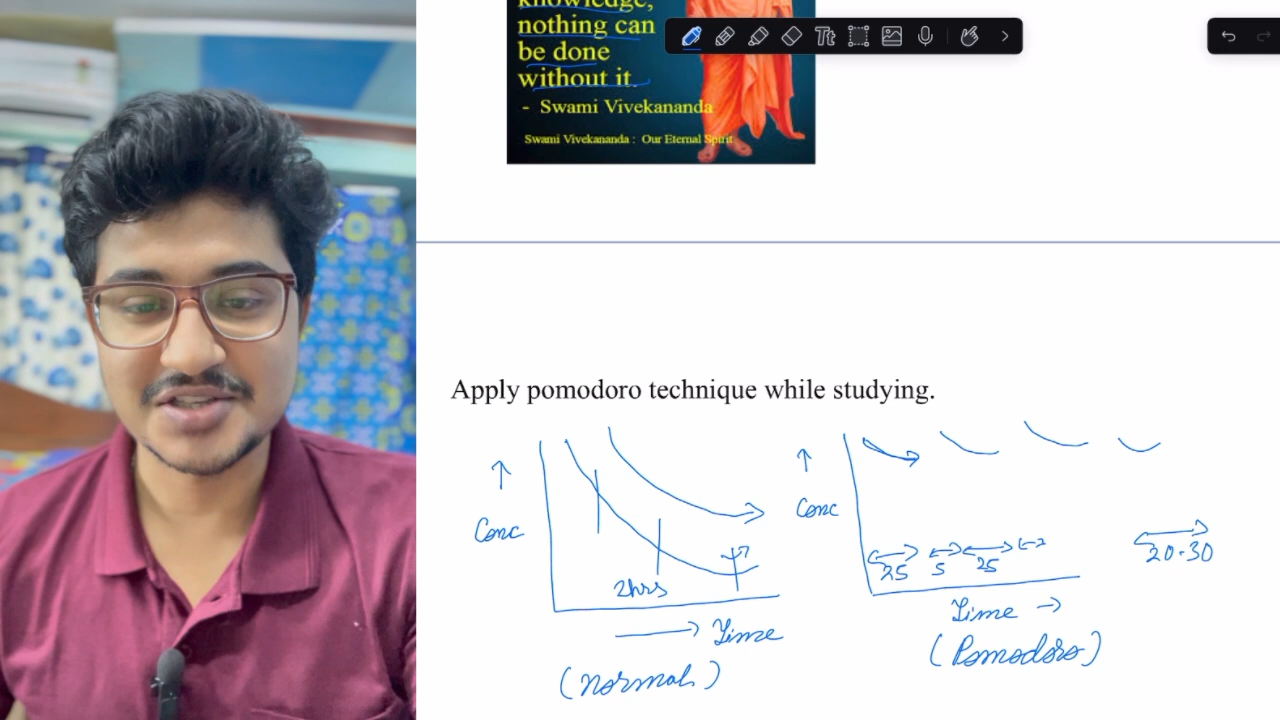 knowledge,
nothing can
be done
without it.
- Swami Vivekananda
Swami Vivekananda : Our Eternal Spirit
Tt
Apply pomodoro technique while studying.
Conc
2hrs
Time
(Normal)
Conc
25
5
25
20-30
Time
(Pomodoro)